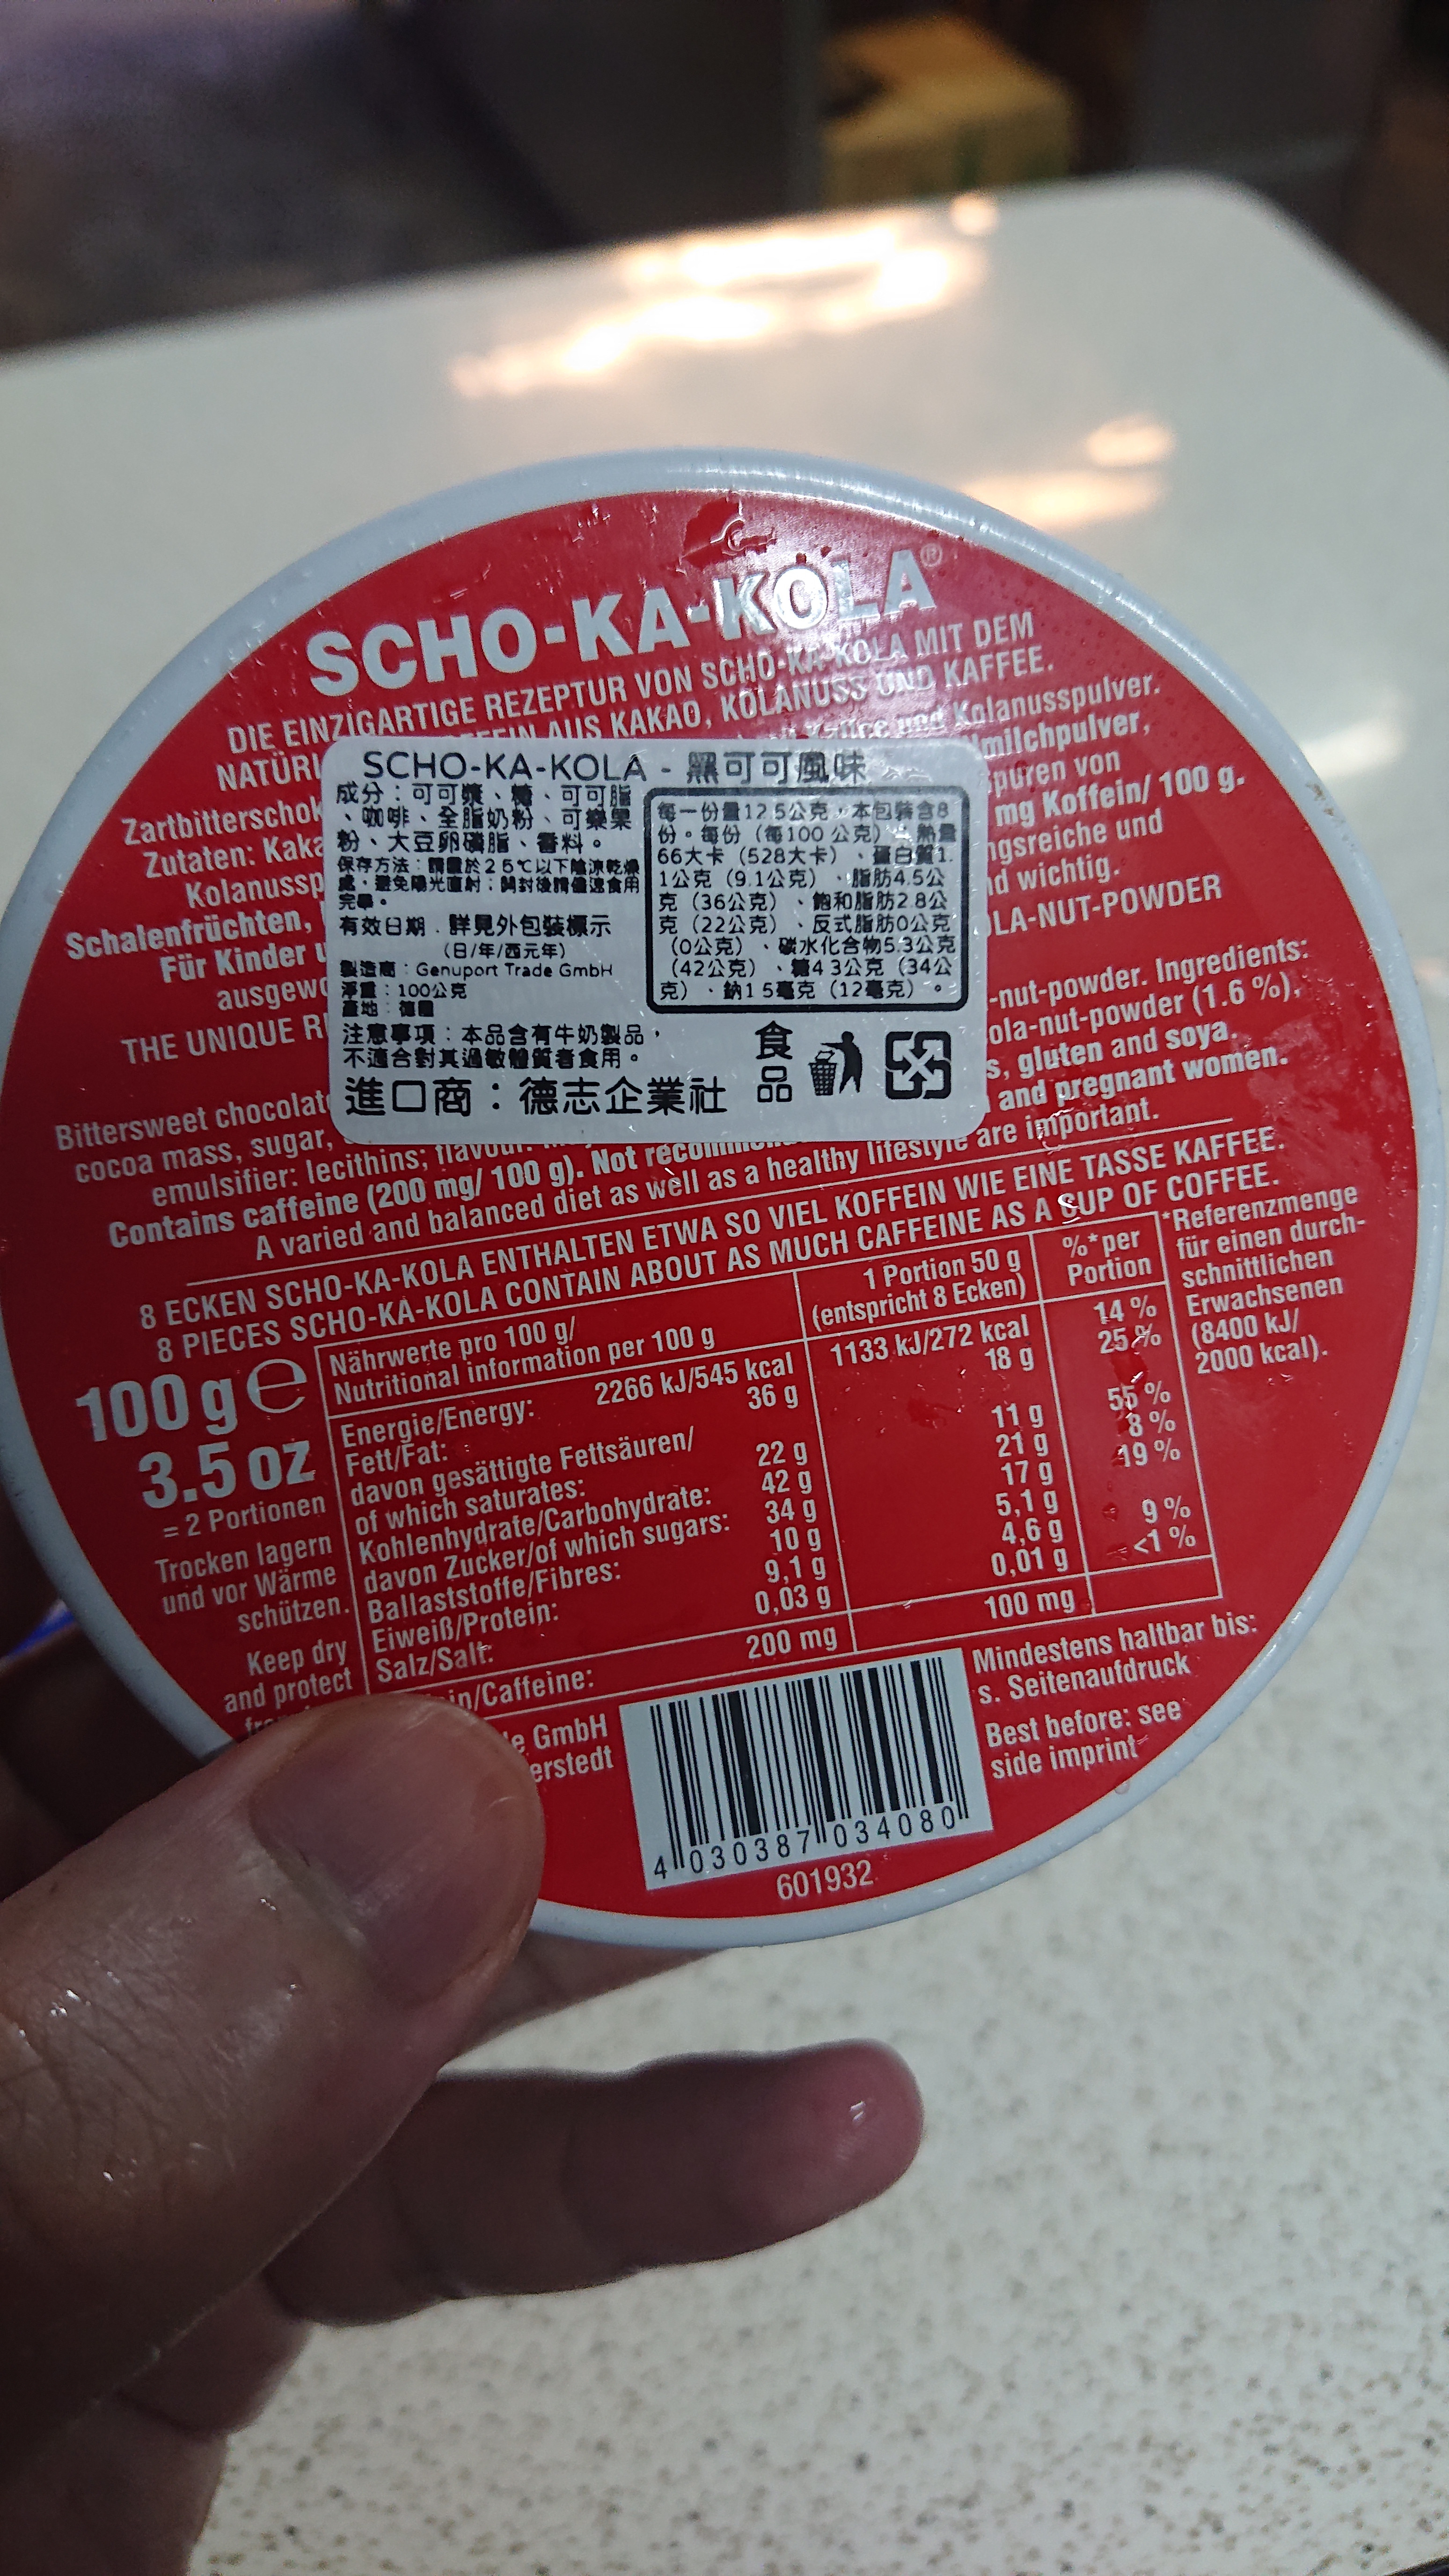 SCHO-KA-KOLA®
DIE EINZIGARTIGE REZEPTUR VON SCHO-KA-KOLA MIT DEM
AUS KAKAO, KOLANUSS UND KAFFEE.
Kaffee und Kolanusspulver.
SCHO-KA-KOLA - 黑可可風味
成分：可可漿、糖、可可脂
、咖啡、全脂奶粉、可樂果
粉、大豆卵磷脂、香料。
保存方法：請置於25℃以下陰涼乾燥
處，避免陽光直射；開封後請儘速食用
完畢。
有效日期：詳見外包裝標示
(日/年/西元年)
製造商：Genuport Trade GmbH
淨重：100公克
產地：德國
注意事項：本品含有牛奶製品，
不適合對其過敏體質者食用。
進口商：德志企業社
每一份量12.5公克，本包裝含8
份。每份（每100 公克）：熱量
66大卡（528大卡）、蛋白質1.
1公克（9.1公克）、脂肪4.5公
克（36公克）、飽和脂肪2.8公
克（22公克）、反式脂肪0公克
（0公克）、碳水化合物5.3公克
（42公克）、糖4.3公克（34公
克）、鈉1.5毫克（12毫克）。
食品
Zartbitterschok
Zutaten: Kaka
Kolanussp
Schalenfrüchten,
Für Kinder
ausgewo
THE UNIQUE
puren von
mg Koffein/ 100 g.
ngsreiche und
nd wichtig.
OLA-NUT-POWDER
-nut-powder. Ingredients:
ola-nut-powder (1.6 %),
s, gluten and soya.
and pregnant women.
Bittersweet chocolat
cocoa mass, sugar,
emulsifier: lecithins;
Contains caffeine (200 mg/ 100 g). Not
A varied and balanced diet as well as a healthy lifestyle are important.
8 ECKEN SCHO-KA-KOLA ENTHALTEN ETWA SO VIEL KOFFEIN WIE EINE TASSE KAFFEE.
8 PIECES SCHO-KA-KOLA CONTAIN ABOUT AS MUCH CAFFEINE AS A CUP OF COFFEE.
100 g e
3.5 oz
= 2 Portionen
Trocken lagern
und vor Wärme
schützen.
Keep dry
and protect
Nährwerte pro 100 g/
Nutritional information per 100 g
1 Portion 50 g
(entspricht 8 Ecken)
%* per
Portion
Energie/Energy: 2266 kJ/545 kcal 1133 kJ/272 kcal 14 %
Fett/Fat: 36 g 18 g 25 %
davon gesättigte Fettsäuren/
of which saturates: 22 g 11 g 55 %
Kohlenhydrate/Carbohydrate: 42 g 21 g 8 %
davon Zucker/of which sugars: 34 g 17 g 19 %
Ballaststoffe/Fibres: 10 g 5,1 g
Eiweiß/Protein: 9,1 g 4,6 g 9 %
Salz/Salt: 0,03 g 0,01 g <1 %
in/Caffeine: 200 mg 100 mg
*Referenzmenge
für einen durch-
schnittlichen
Erwachsenen
(8400 kJ/
2000 kcal).
GmbH
erstedt
4 030387 034080
601932
Mindestens haltbar bis:
s. Seitenaufdruck
Best before: see
side imprint